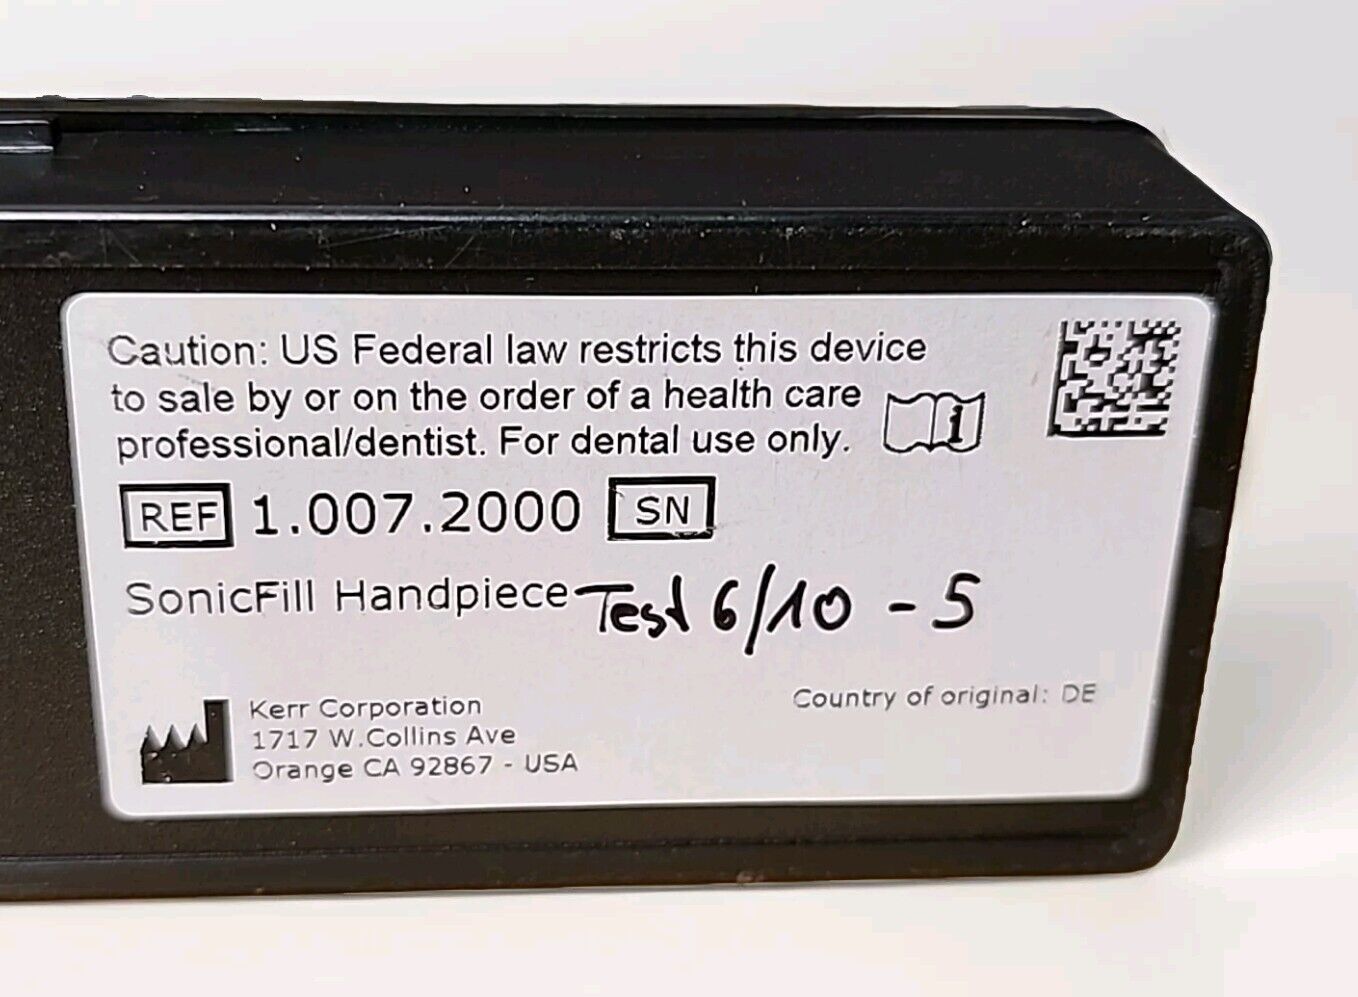 Caution: US Federal law restricts this device
to sale by or on the order of a health care
professional/dentist. For dental use only.
REF 1.007.2000 SN
SonicFill Handpiece Test 6/10 - 5
Kerr Corporation
1717 W.Collins Ave
Orange CA 92867 - USA
Country of original: DE